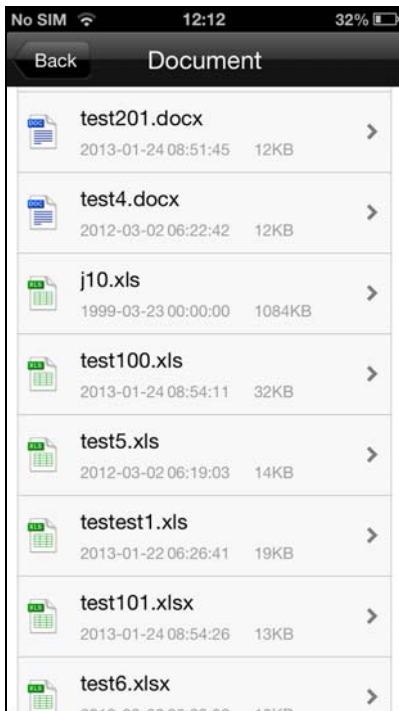 No SIM 12:12 32%
Back Document
test201.docx
2013-01-24 08:51:45 12KB
test4.docx
2012-03-02 06:22:42 12KB
j10.xls
1999-03-23 00:00:00 1084KB
test100.xls
2013-01-24 08:54:11 32KB
test5.xls
2012-03-02 06:19:03 14KB
testest1.xls
2013-01-22 06:26:41 19KB
test101.xlsx
2013-01-24 08:54:26 13KB
test6.xlsx